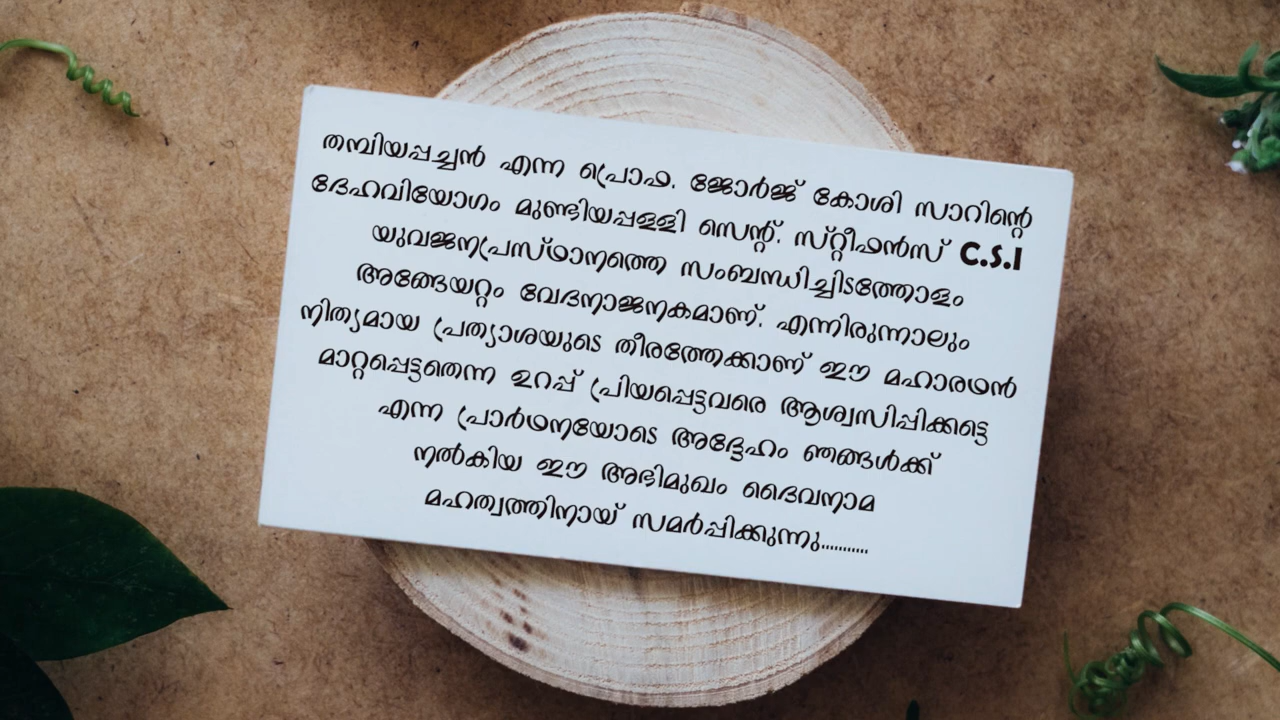 തമ്പിയപ്പച്ചൻ എന്ന പ്രൊഫ. ജോർജ് കോശി സാറിന്റെ
ദേഹവിയോഗം മുണ്ടിയപ്പള്ളി സെന്റ്. സ്റ്റീഫൻസ് C.S.I
യുവജനപ്രസ്ഥാനത്തെ സംബന്ധിച്ചിടത്തോളം
അങ്ങേയറ്റം വേദനാജനകമാണ്. എന്നിരുന്നാലും
നിത്യമായ പ്രത്യാശയുടെ തീരത്തേക്കാണ് ഈ മഹാരഥൻ
മാറ്റപ്പെട്ടതെന്ന ഉറപ്പ് പ്രിയപ്പെട്ടവരെ ആശ്വസിപ്പിക്കട്ടെ
എന്ന പ്രാർഥനയോടെ അദ്ദേഹം ഞങ്ങൾക്ക്
നൽകിയ ഈ അഭിമുഖം ദൈവനാമ
മഹത്വത്തിനായ് സമർപ്പിക്കുന്നു...........